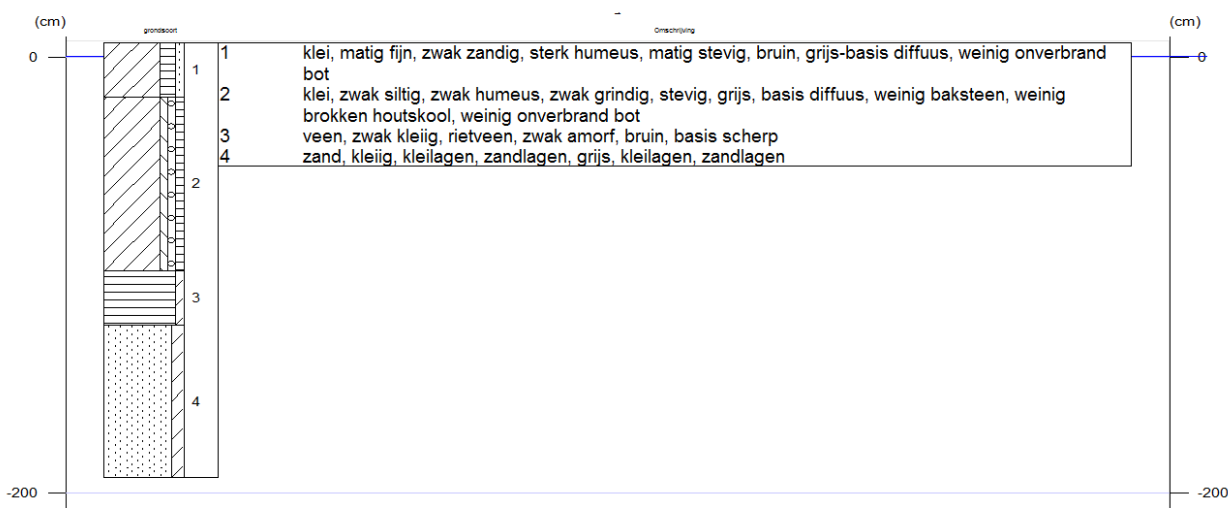 (cm) (cm)
grondsoort Omschrijving
0 0
1 klei, matig fijn, zwak zandig, sterk humeus, matig stevig, bruin, grijs-basis diffuus, weinig onverbrand
bot
2 klei, zwak siltig, zwak humeus, zwak grindig, stevig, grijs, basis diffuus, weinig baksteen, weinig
brokken houtskool, weinig onverbrand bot
3 veen, zwak kleiig, rietveen, zwak amorf, bruin, basis scherp
4 zand, kleiig, kleilagen, zandlagen, grijs, kleilagen, zandlagen
1
2
3
4
-200 -200